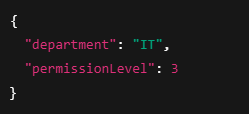 {
"department": "IT",
"permissionLevel": 3
}